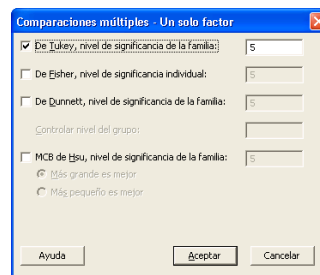 Comparaciones múltiples - Un solo factor
De Tukey, nivel de significancia de la familia: 5
De Fisher, nivel de significancia individual: 5
De Dunnett, nivel de significancia de la familia: 5
Controlar nivel del grupo:
MCB de Hsu, nivel de significancia de la familia: 5
Más grande es mejor
Más pequeño es mejor
Ayuda Aceptar Cancelar